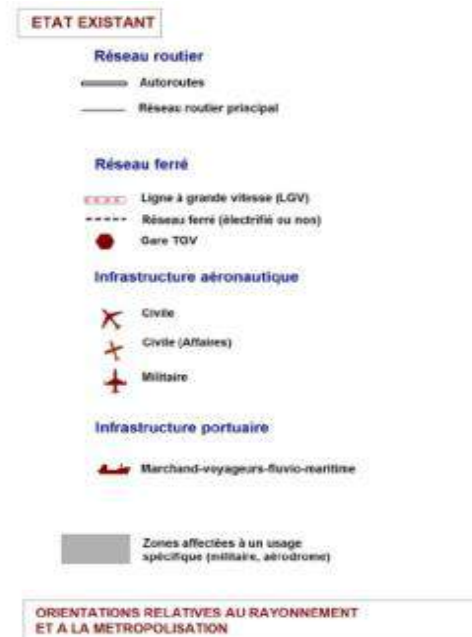 ETAT EXISTANT
Réseau routier
Autoroutes
Réseau routier principal
Réseau ferré
Ligne à grande vitesse (LGV)
Réseau ferré (électrifié ou non)
Gare TGV
Infrastructure aéronautique
Civile
Civile (Affaires)
Militaire
Infrastructure portuaire
Marchand-voyageurs-fluvio-maritime
Zones affectées à un usage
spécifique (militaire, aérodrome)
ORIENTATIONS RELATIVES AU RAYONNEMENT
ET A LA METROPOLISATION